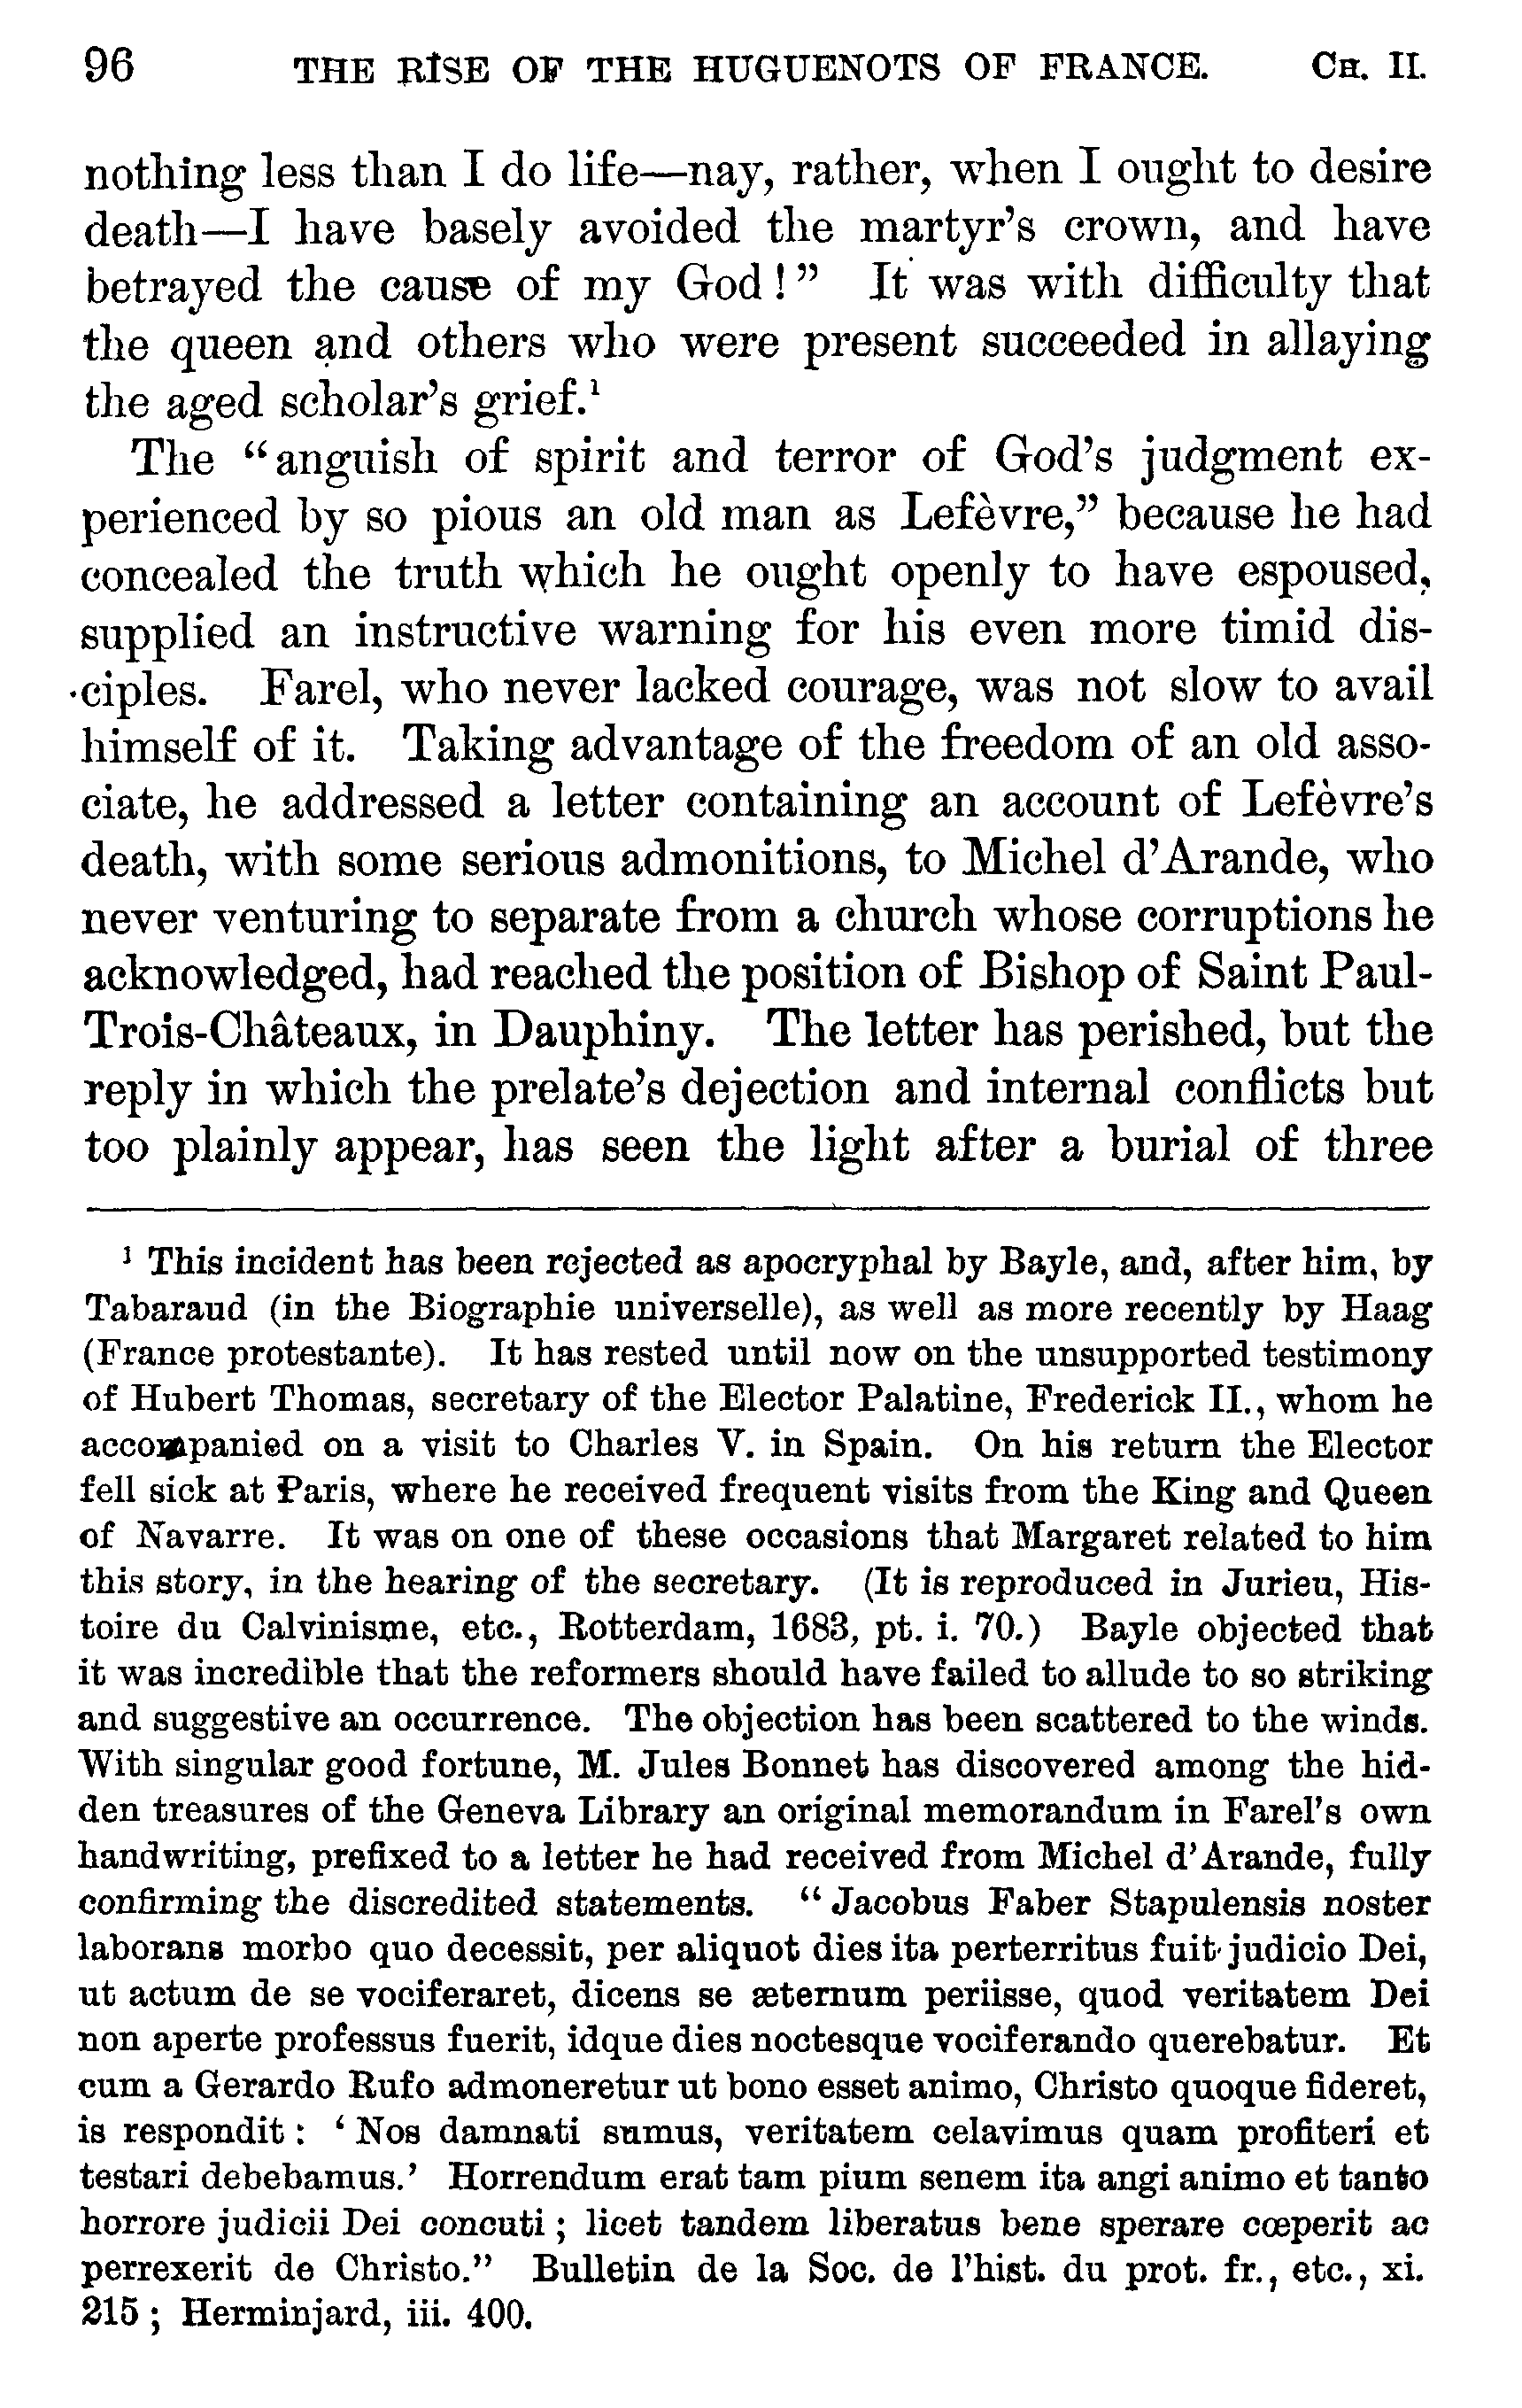 96 THE RISE OF THE HUGUENOTS OF FRANCE. CH. II.
nothing less than I do life—nay, rather, when I ought to desire
death—I have basely avoided the martyr's crown, and have
betrayed the cause of my God!" It was with difficulty that
the queen and others who were present succeeded in allaying
the aged scholar's grief.¹
The "anguish of spirit and terror of God's judgment ex-
perienced by so pious an old man as Lefèvre," because he had
concealed the truth which he ought openly to have espoused,
supplied an instructive warning for his even more timid dis-
ciples. Farel, who never lacked courage, was not slow to avail
himself of it. Taking advantage of the freedom of an old asso-
ciate, he addressed a letter containing an account of Lefèvre's
death, with some serious admonitions, to Michel d'Arande, who
never venturing to separate from a church whose corruptions he
acknowledged, had reached the position of Bishop of Saint Paul-
Trois-Châteaux, in Dauphiny. The letter has perished, but the
reply in which the prelate's dejection and internal conflicts but
too plainly appear, has seen the light after a burial of three
¹ This incident has been rejected as apocryphal by Bayle, and, after him, by
Tabaraud (in the Biographie universelle), as well as more recently by Haag
(France protestante). It has rested until now on the unsupported testimony
of Hubert Thomas, secretary of the Elector Palatine, Frederick II., whom he
accompanied on a visit to Charles V. in Spain. On his return the Elector
fell sick at Paris, where he received frequent visits from the King and Queen
of Navarre. It was on one of these occasions that Margaret related to him
this story, in the hearing of the secretary. (It is reproduced in Jurieu, His-
toire du Calvinisme, etc., Rotterdam, 1683, pt. i. 70.) Bayle objected that
it was incredible that the reformers should have failed to allude to so striking
and suggestive an occurrence. The objection has been scattered to the winds.
With singular good fortune, M. Jules Bonnet has discovered among the hid-
den treasures of the Geneva Library an original memorandum in Farel's own
handwriting, prefixed to a letter he had received from Michel d'Arande, fully
confirming the discredited statements. "Jacobus Faber Stapulensis noster
laborans morbo quo decessit, per aliquot dies ita perterritus fuit judicio Dei,
ut actum de se vociferaret, dicens se æternum periisse, quod veritatem Dei
non aperte professus fuerit, idque dies noctesque vociferando querebatur. Et
cum a Gerardo Rufo admoneretur ut bono esset animo, Christo quoque fideret,
is respondit: 'Nos damnati sumus, veritatem celavimus quam profiteri et
testari debebamus.' Horrendum erat tam pium senem ita angi animo et tanto
horrore judicii Dei concuti; licet tandem liberatus bene sperare cœperit ac
perrexerit de Christo." Bulletin de la Soc. de l'hist. du prot. fr., etc., xi.
215; Herminjard, iii. 400.